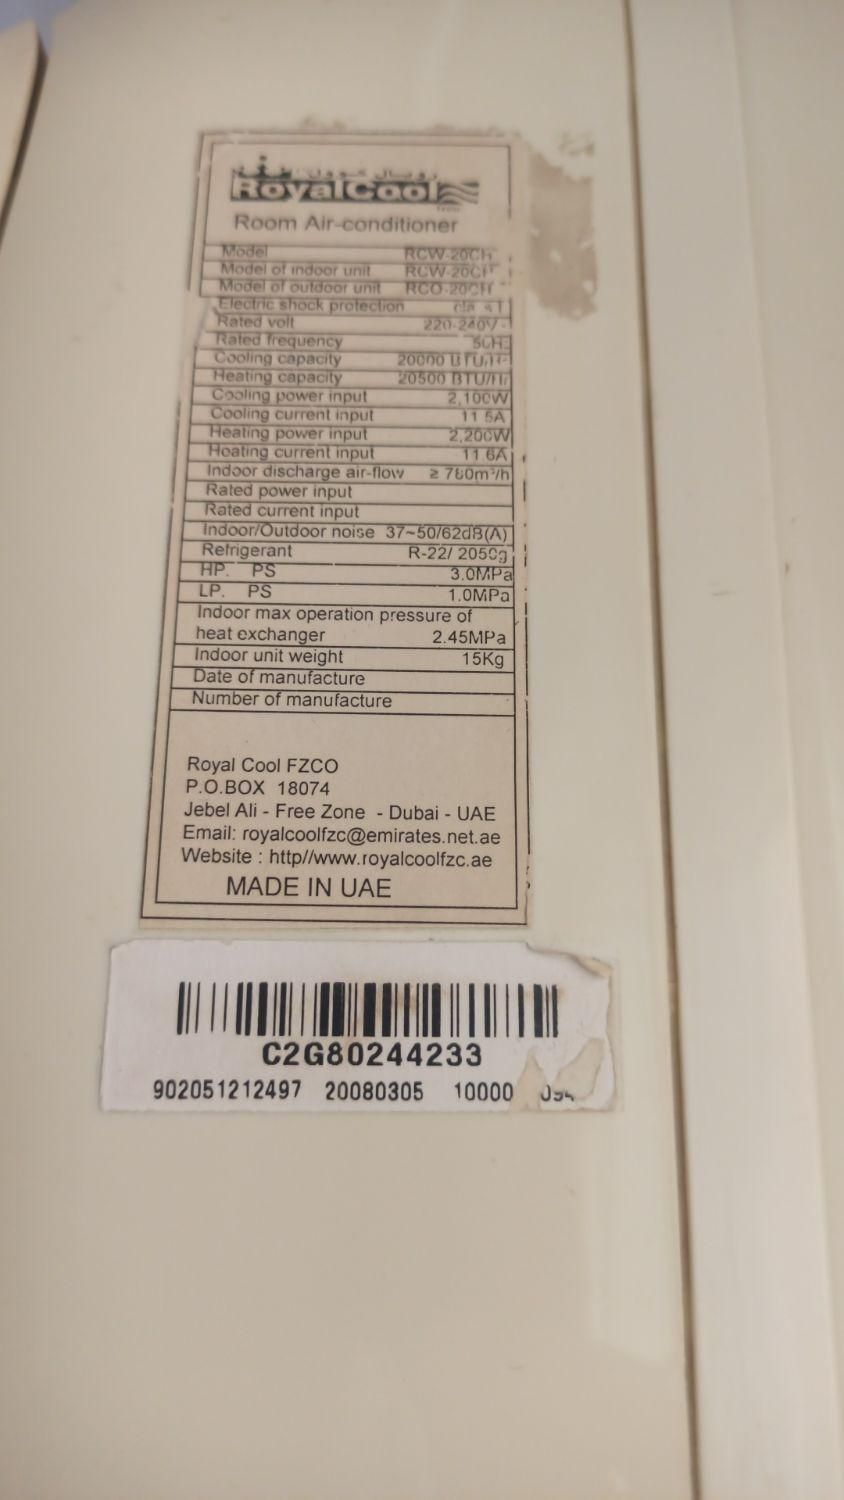 RoyalCool
Room Air-conditioner
Model RCW-20CH
Model of indoor unit RCW-20CH
Model of outdoor unit RCO-20CH
Electric shock protection
Rated volt 220-240V~
Rated frequency
Cooling capacity 20000 BTU/Hr
Heating capacity 20500 BTU/Hr
Cooling power input 2,100W
Cooling current input
Heating power input 2,200W
Heating current input 11.6A
Indoor discharge air-flow ≥ 780m³/h
Rated power input
Rated current input
Indoor/Outdoor noise 37~50/62dB(A)
Refrigerant R-22/ 2050g
HP. PS 3.0MPa
LP. PS 1.0MPa
Indoor max operation pressure of
heat exchanger 2.45MPa
Indoor unit weight 15Kg
Date of manufacture
Number of manufacture
Royal Cool FZCO
P.O.BOX 18074
Jebel Ali - Free Zone - Dubai - UAE
Email: royalcoolfzc@emirates.net.ae
Website : http//www.royalcoolfzc.ae
MADE IN UAE
C2G80244233
902051212497 20080305 10000